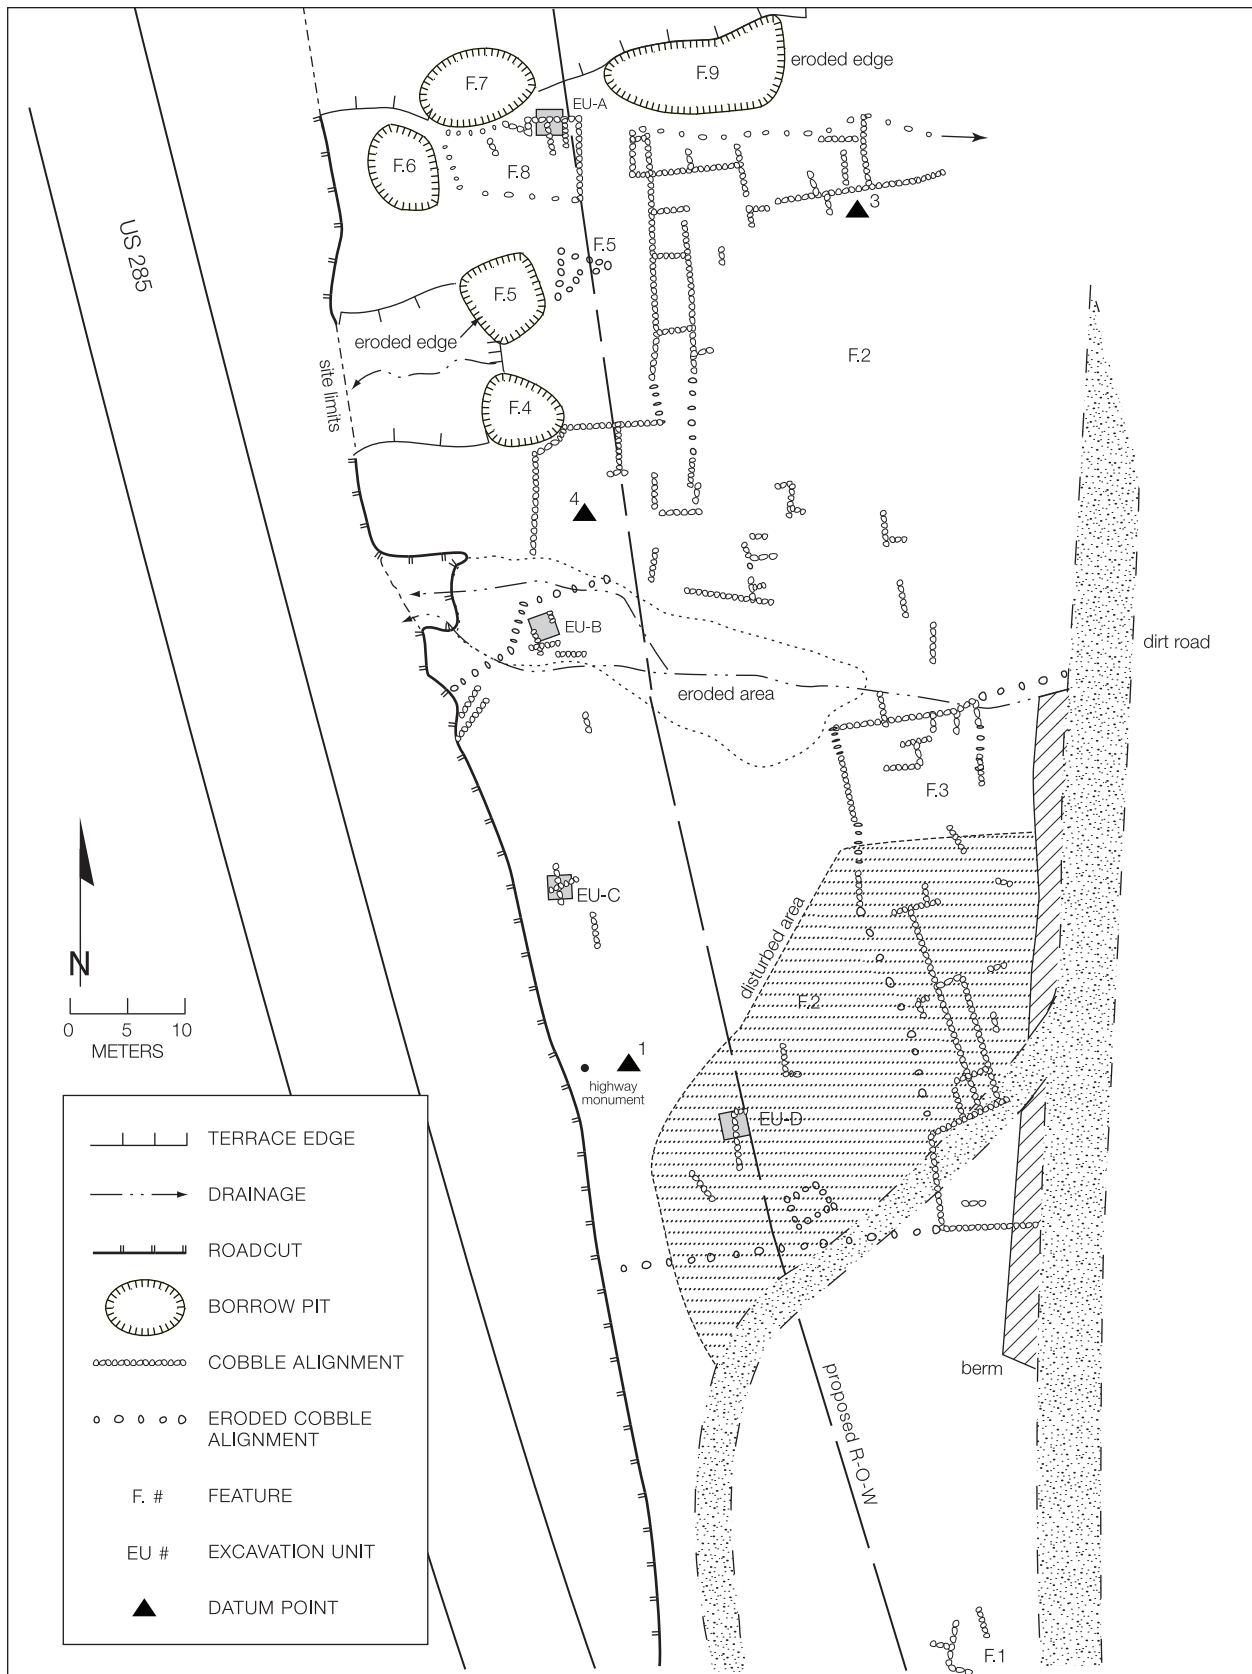 F.7
F.9
eroded edge
EU-A
F.6
F.8
3
US 285
F.5
F.5
eroded edge
F.2
site limits
F.4
4
EU-B
dirt road
eroded area
F.3
EU-C
disturbed area
F.2
N
0 5 10
METERS
1
highway
monument
EU-D
TERRACE EDGE
DRAINAGE
ROADCUT
BORROW PIT
COBBLE ALIGNMENT
ERODED COBBLE
ALIGNMENT
F. # FEATURE
EU # EXCAVATION UNIT
DATUM POINT
berm
proposed R-O-W
F.1